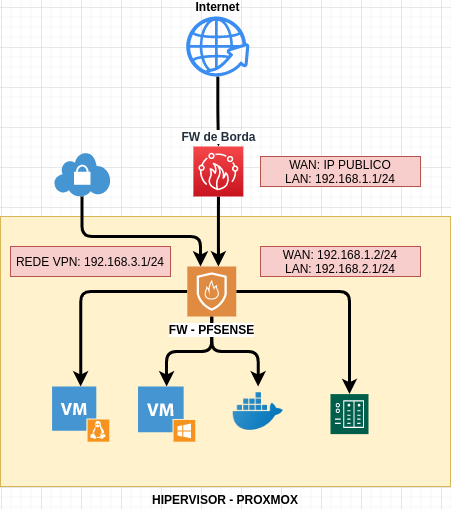 Internet
FW de Borda
WAN: IP PUBLICO
LAN: 192.168.1.1/24
REDE VPN: 192.168.3.1/24
WAN: 192.168.1.2/24
LAN: 192.168.2.1/24
FW - PFSENSE
VM
VM
HIPERVISOR - PROXMOX